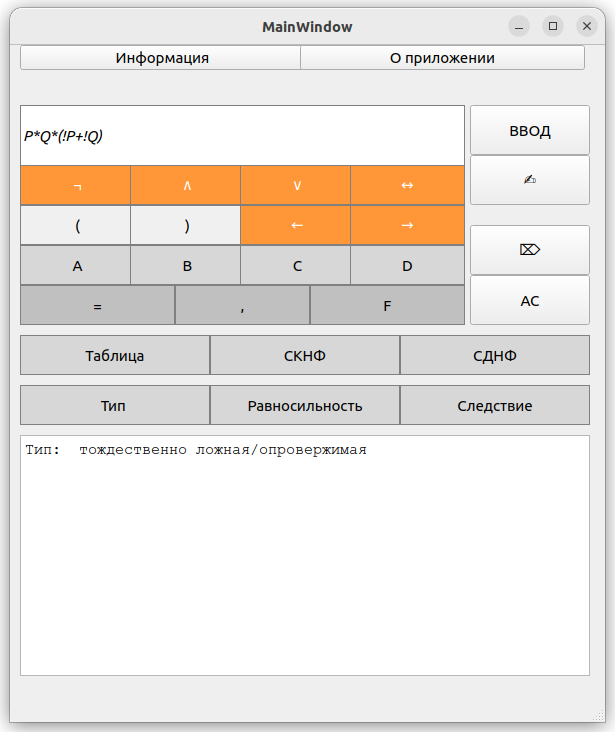 MainWindow
Информация О приложении
P*Q*(!P+!Q)
ВВОД
¬ ∧ ∨ ↔
✍
( ) ← →
⌦
A B C D
AC
= , F
Таблица СКНФ СДНФ
Тип Равносильность Следствие
Тип:  тождественно ложная/опровержимая